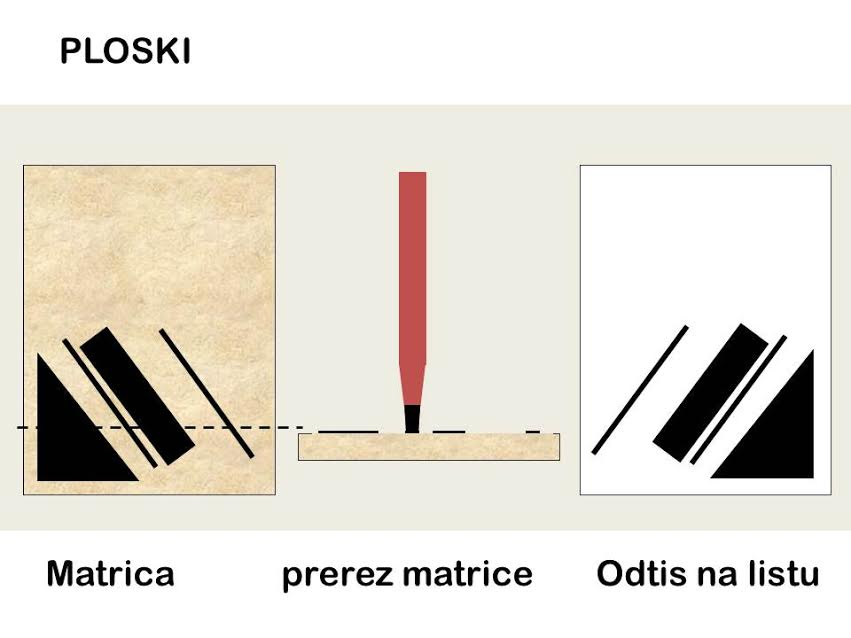 PLOSKI
Matrica
prerez matrice
Odtis na listu